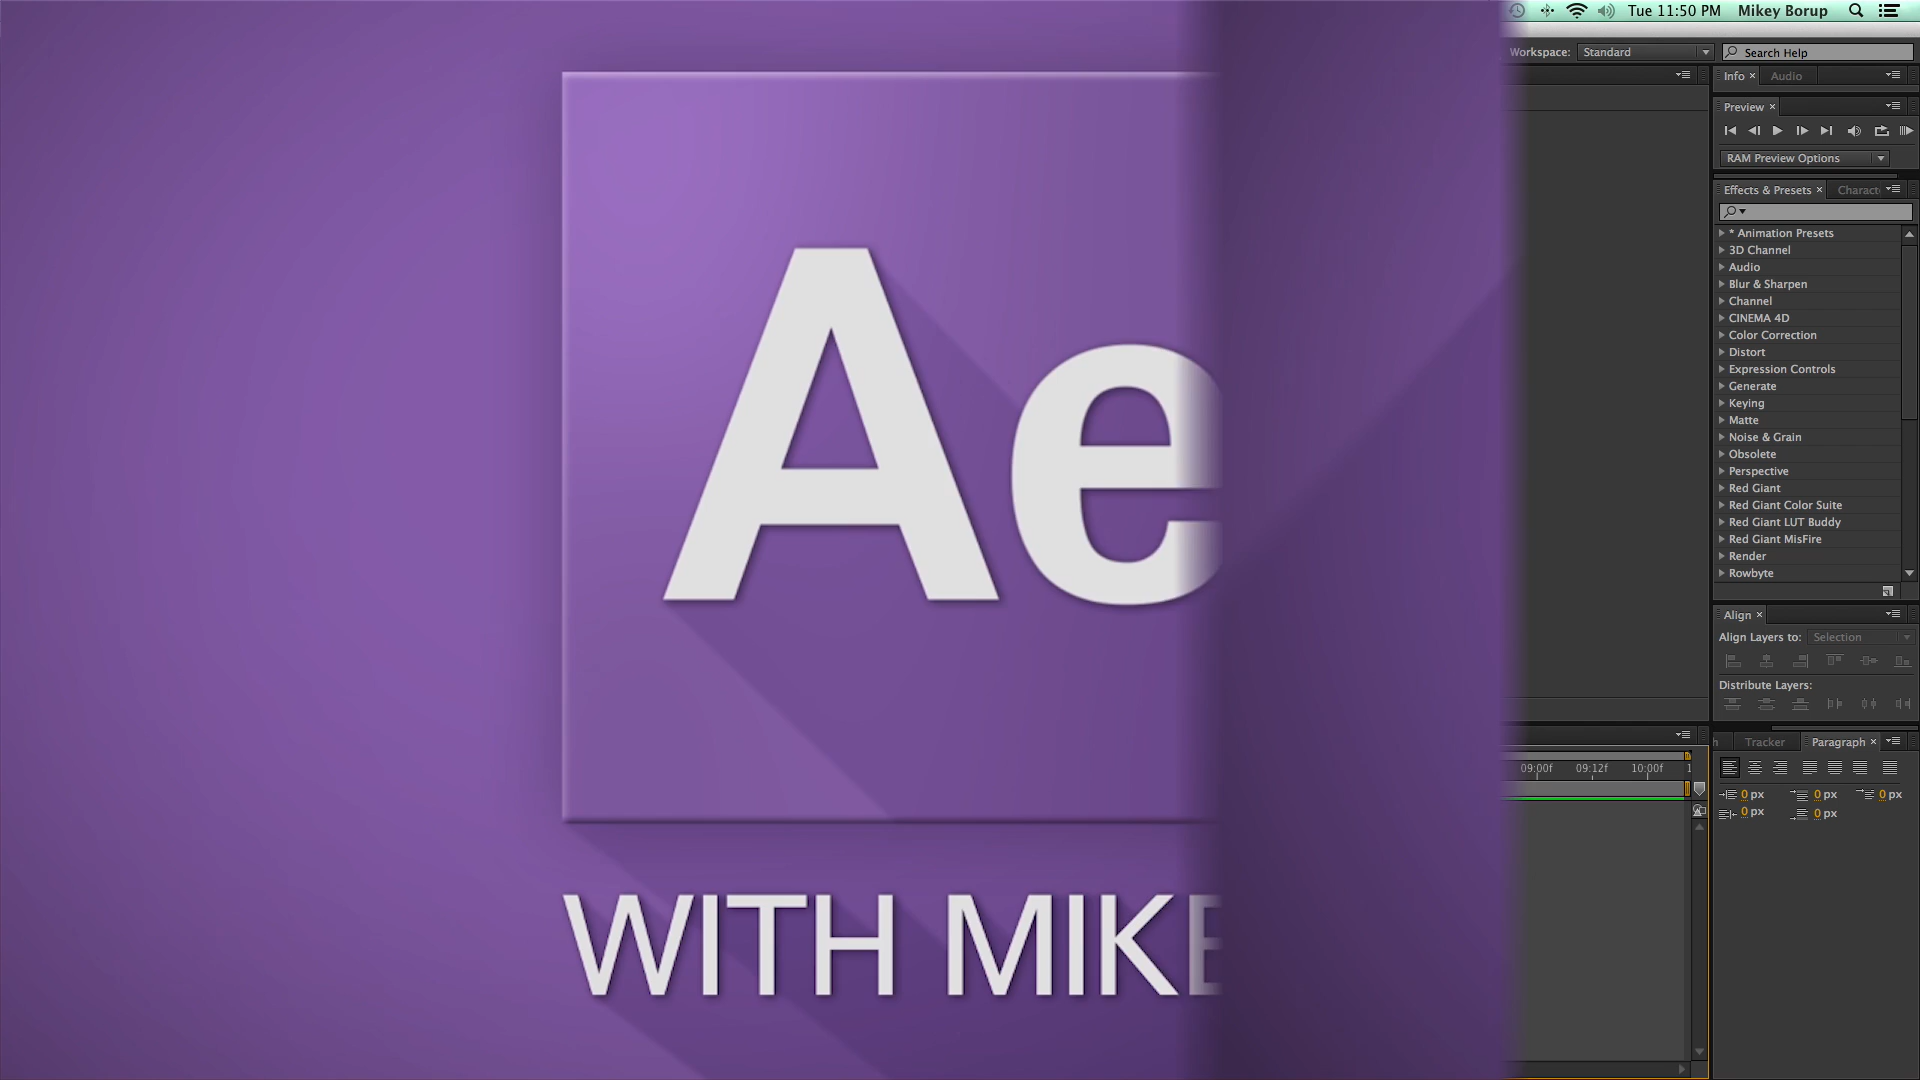 Tue 11:50 PM Mikey Borup
Workspace: Standard
Search Help
Info × Audio
Preview ×
RAM Preview Options
Effects & Presets ×
* Animation Presets
3D Channel
Audio
Blur & Sharpen
Channel
CINEMA 4D
Color Correction
Distort
Expression Controls
Generate
Keying
Matte
Noise & Grain
Obsolete
Perspective
Red Giant
Red Giant Color Suite
Red Giant LUT Buddy
Red Giant MisFire
Render
Rowbyte
Ae
WITH MIKE
Align ×
Align Layers to: Selection
Distribute Layers:
Tracker Paragraph ×
09:00f 09:12f 10:00f
0 px 0 px 0 px
0 px 0 px